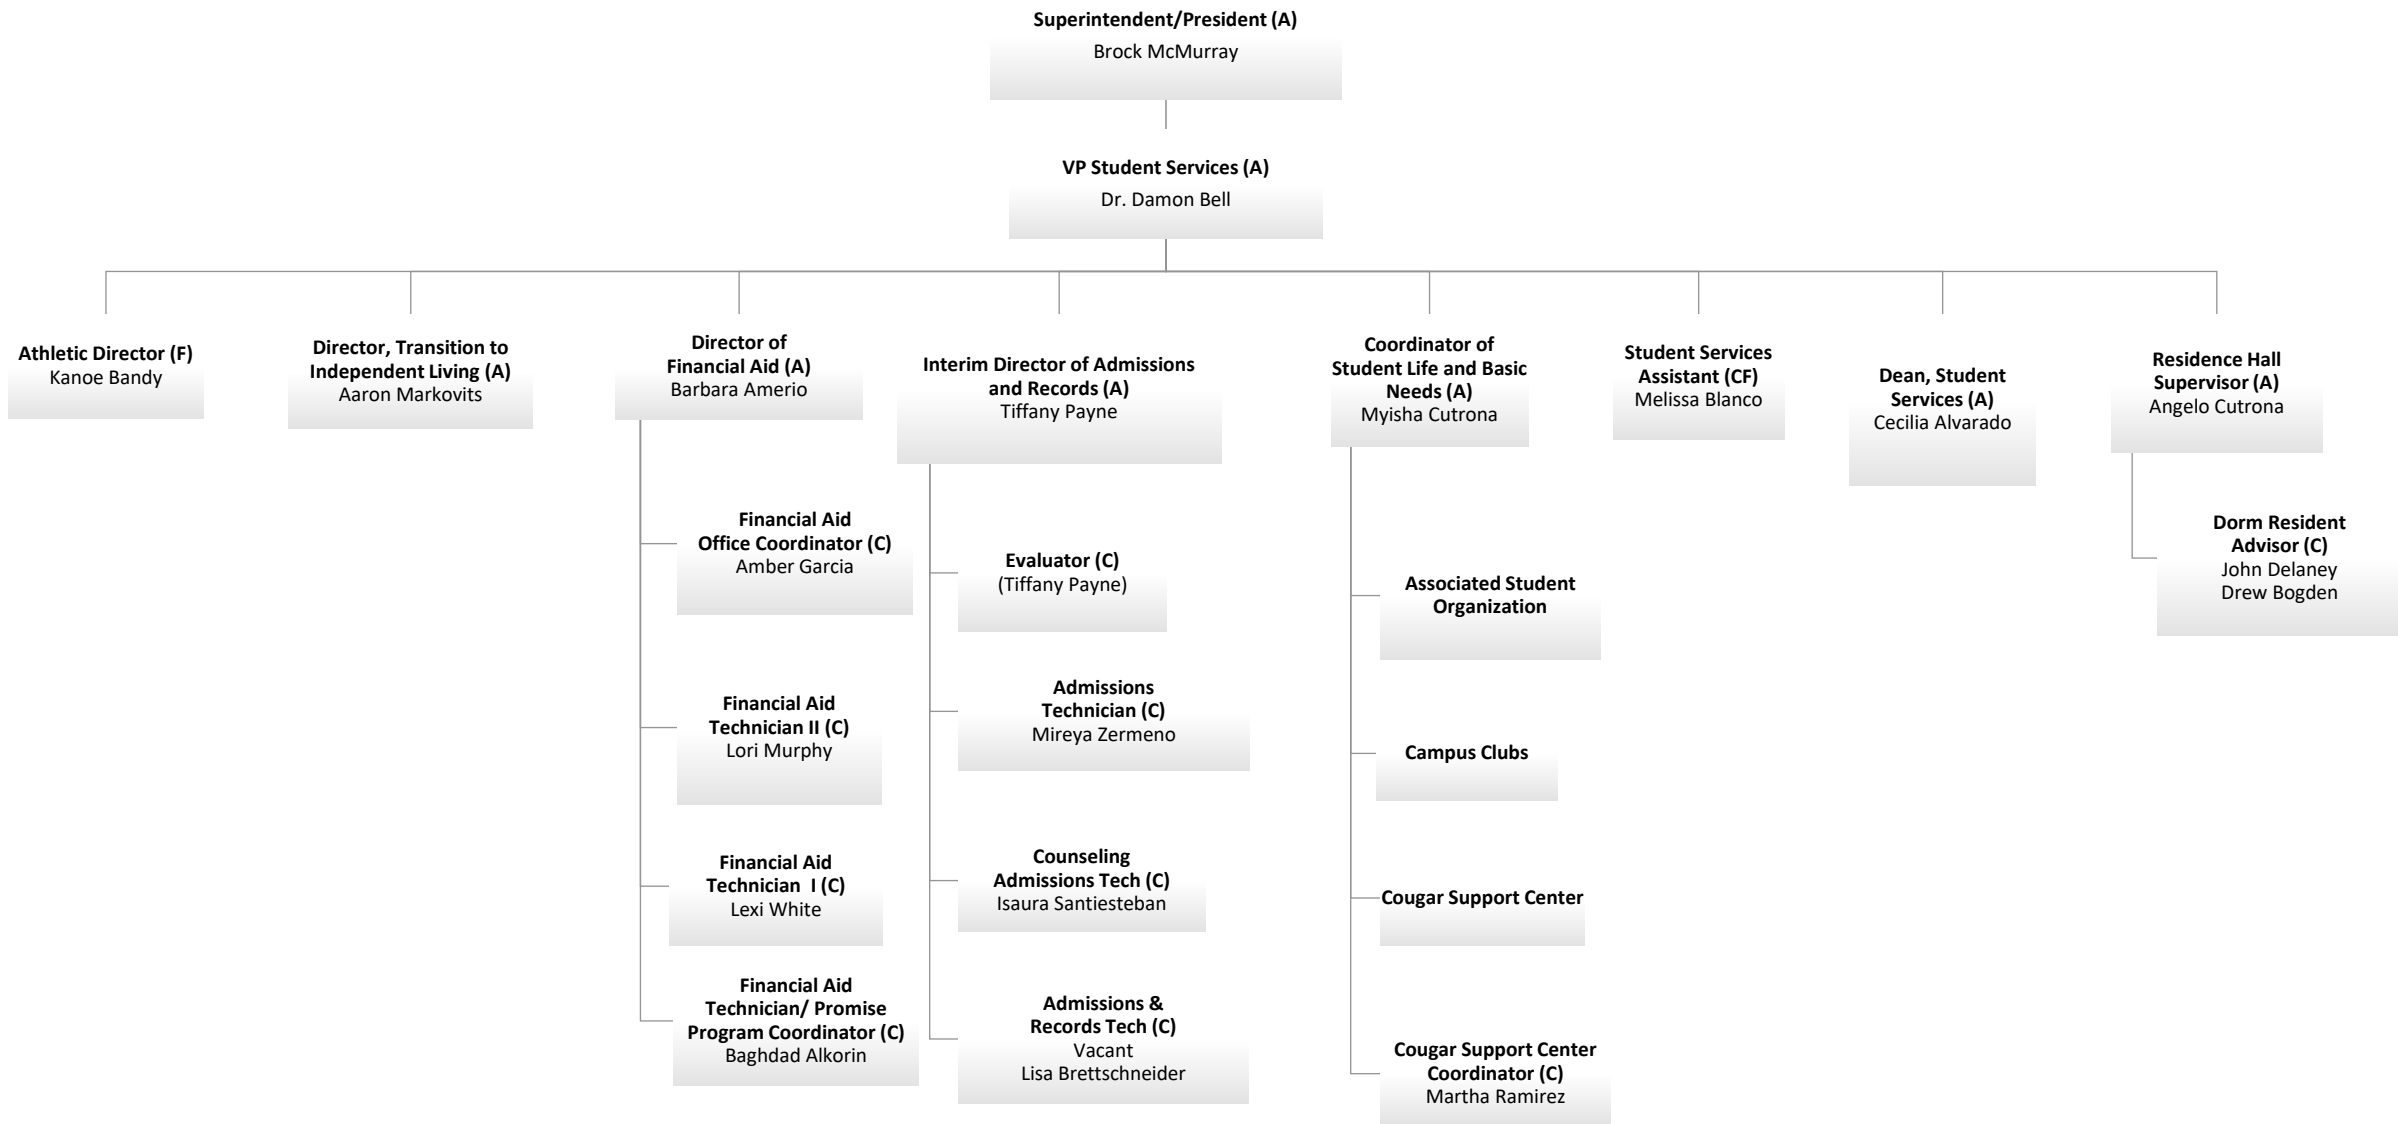 Superintendent/President (A)
Brock McMurray
VP Student Services (A)
Dr. Damon Bell
Athletic Director (F)
Kanoe Bandy
Director, Transition to
Independent Living (A)
Aaron Markovits
Director of
Financial Aid (A)
Barbara Amerio
Financial Aid
Office Coordinator (C)
Amber Garcia
Financial Aid
Technician II (C)
Lori Murphy
Financial Aid
Technician  I (C)
Lexi White
Financial Aid
Technician/ Promise
Program Coordinator (C)
Baghdad Alkorin
Interim Director of Admissions
and Records (A)
Tiffany Payne
Evaluator (C)
(Tiffany Payne)
Admissions
Technician (C)
Mireya Zermeno
Counseling
Admissions Tech (C)
Isaura Santiesteban
Admissions &
Records Tech (C)
Vacant
Lisa Brettschneider
Coordinator of
Student Life and Basic
Needs (A)
Myisha Cutrona
Associated Student
Organization
Campus Clubs
Cougar Support Center
Cougar Support Center
Coordinator (C)
Martha Ramirez
Student Services
Assistant (CF)
Melissa Blanco
Dean, Student
Services (A)
Cecilia Alvarado
Residence Hall
Supervisor (A)
Angelo Cutrona
Dorm Resident
Advisor (C)
John Delaney
Drew Bogden